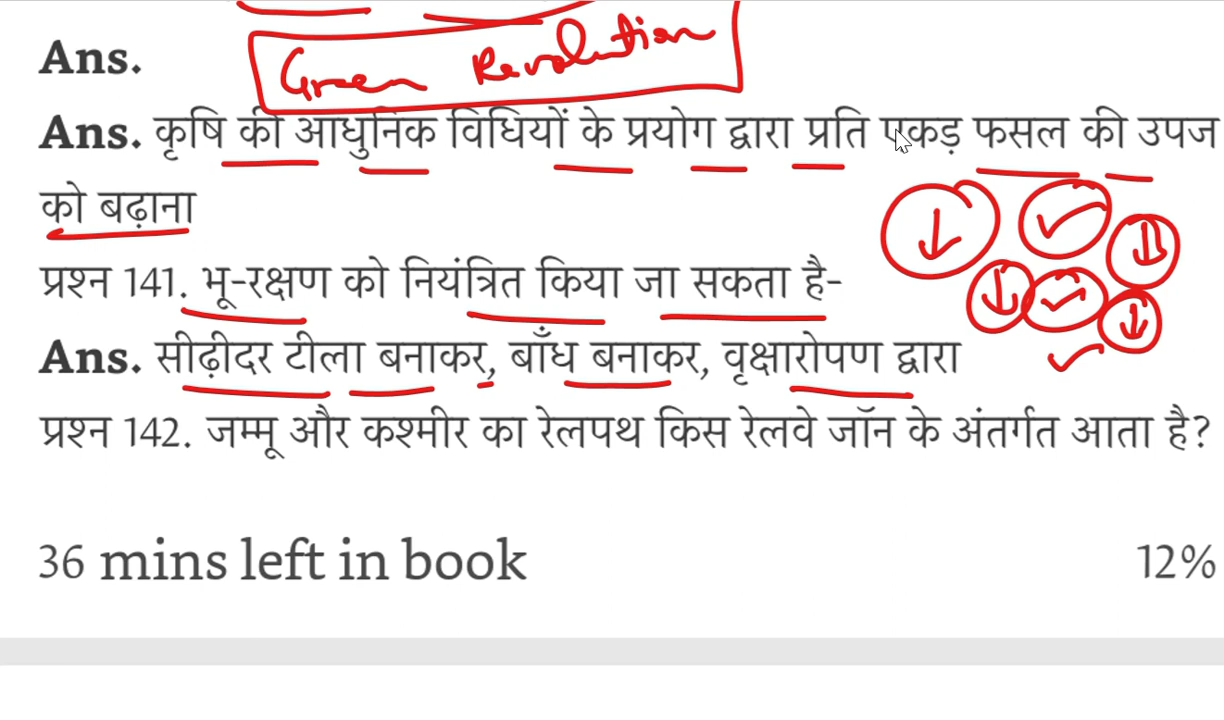 Ans.
Green Revolution
Ans. कृषि की आधुनिक विधियों के प्रयोग द्वारा प्रति एकड़ फसल की उपज
को बढ़ाना
प्रश्न 141. भू-रक्षण को नियंत्रित किया जा सकता है-
Ans. सीढ़ीदर टीला बनाकर, बाँध बनाकर, वृक्षारोपण द्वारा
प्रश्न 142. जम्मू और कश्मीर का रेलपथ किस रेलवे जॉन के अंतर्गत आता है?
36 mins left in book
12%